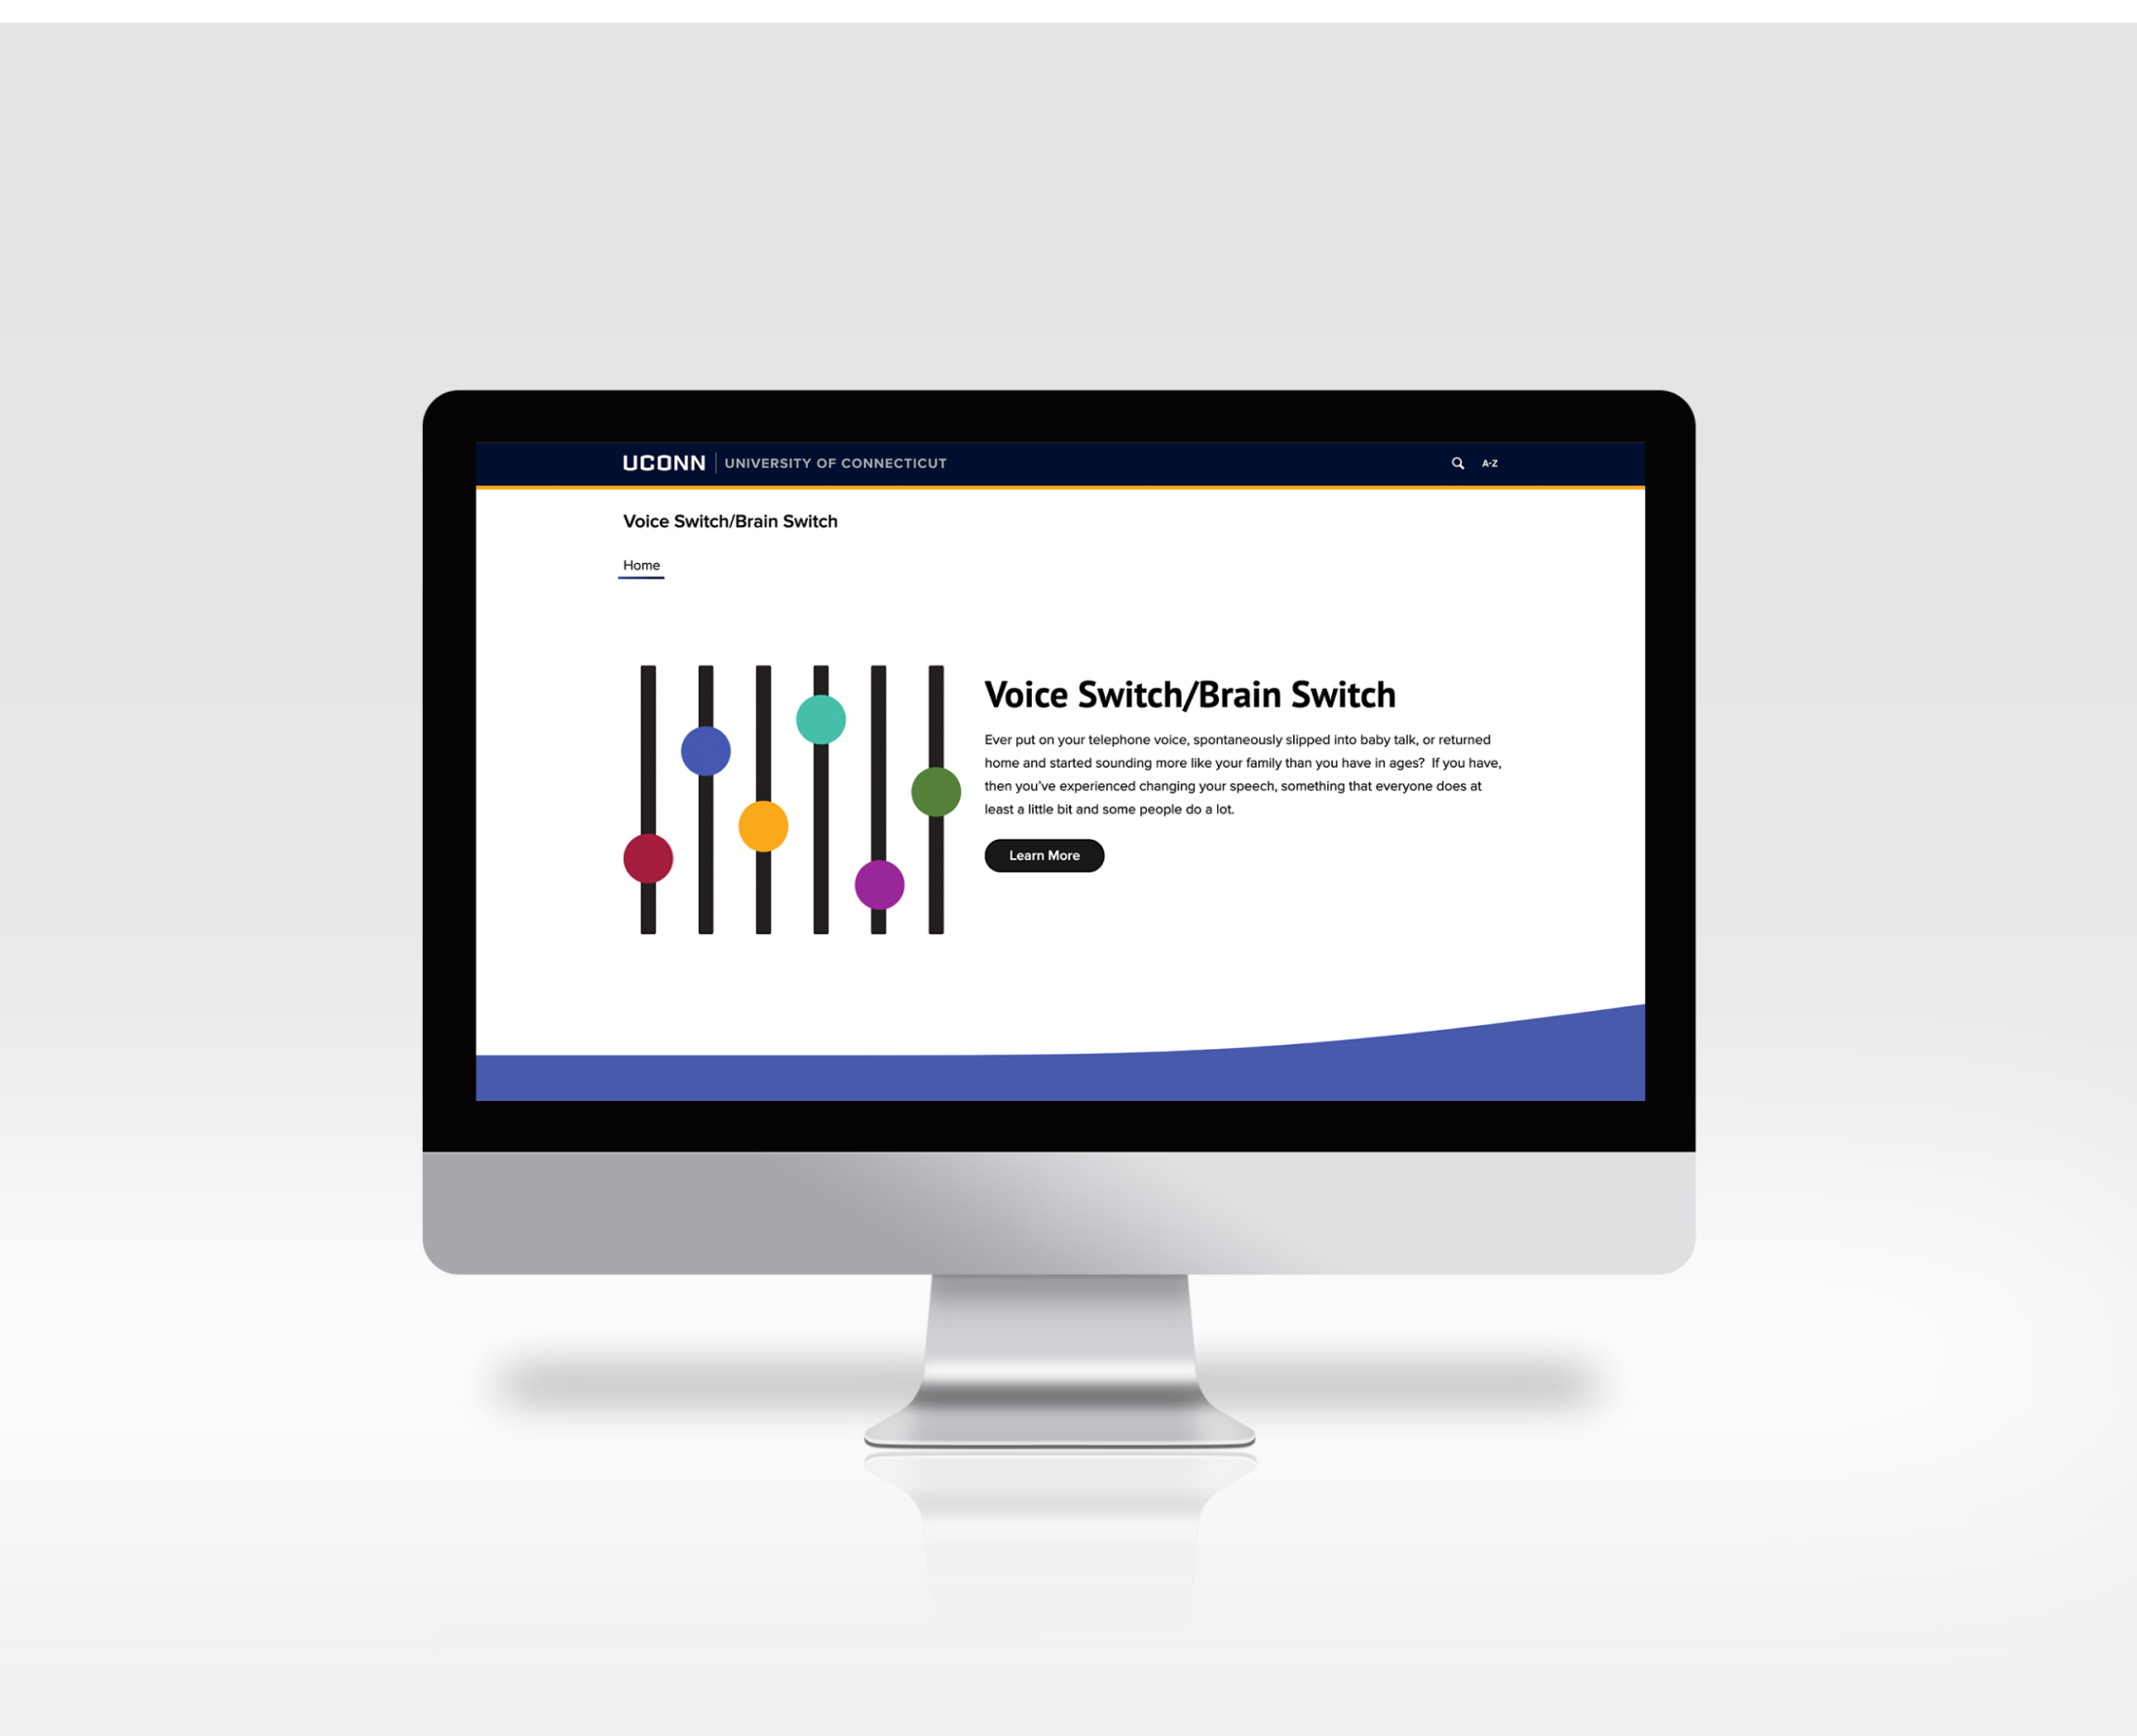 UCONN UNIVERSITY OF CONNECTICUT A-Z
Voice Switch/Brain Switch
Home
Voice Switch/Brain Switch
Ever put on your telephone voice, spontaneously slipped into baby talk, or returned
home and started sounding more like your family than you have in ages? If you have,
then you've experienced changing your speech, something that everyone does at
least a little bit and some people do a lot.
Learn More